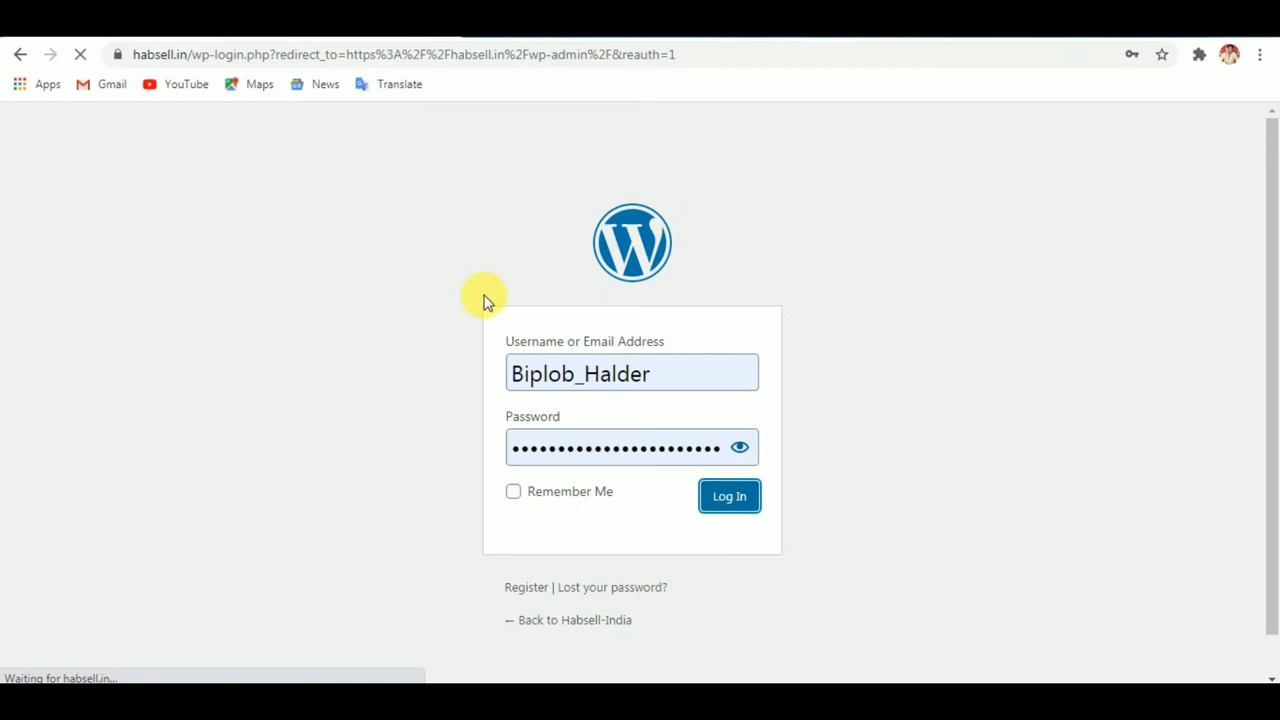 habsell.in/wp-login.php?redirect_to=https%3A%2F%2Fhabsell.in%2Fwp-admin%2F&reauth=1
Apps Gmail YouTube Maps News Translate
Username or Email Address
Biplob_Halder
Password
Remember Me Log In
Register | Lost your password?
← Back to Habsell-India
Waiting for habsell.in...